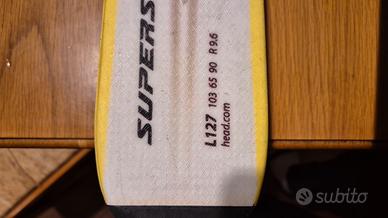 SUPERS
L127 103 65 90 R 9.6
head.com
subito